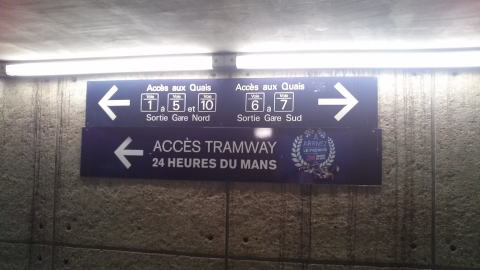 Accès aux Quais
Voie 1 à Voie 5 et Voie 10
Sortie Gare Nord
Accès aux Quais
Voie 6 à Voie 7
Sortie Gare Sud
ACCÈS TRAMWAY
24 HEURES DU MANS